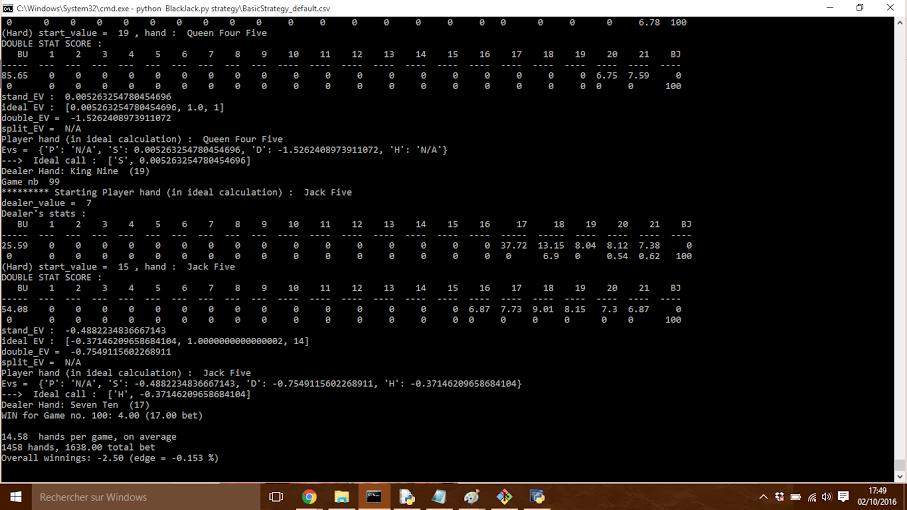 C:\Windows\System32\cmd.exe - python BlackJack.py strategy\BasicStrategy_default.csv
0 0 0 0 0 0 0 0 0 0 0 0 0 0 0 0 0 0 0 0 6.78 100
(Hard) start_value = 19 , hand : Queen Four Five
DOUBLE STAT SCORE :
BU 1 2 3 4 5 6 7 8 9 10 11 12 13 14 15 16 17 18 19 20 21 BJ
----- ---- ---- ---- ---- ---- ---- ---- ---- ---- ---- ---- ---- ---- ---- ---- ---- ---- ---- ---- ---- ---- ----
85.65 0 0 0 0 0 0 0 0 0 0 0 0 0 0 0 0 0 0 0 6.75 7.59 0
0 0 0 0 0 0 0 0 0 0 0 0 0 0 0 0 0 0 0 0 0 0 100
stand_EV : 0.005263254780454696
ideal EV : [0.005263254780454696, 1.0, 1]
double_EV = -1.5262408973911072
split_EV = N/A
Player hand (in ideal calculation) : Queen Four Five
Evs = {'P': 'N/A', 'S': 0.005263254780454696, 'D': -1.5262408973911072, 'H': 'N/A'}
---> Ideal call : ['S', 0.005263254780454696]
Dealer Hand: King Nine (19)
Game nb 99
********* Starting Player hand (in ideal calculation) : Jack Five
dealer_value = 7
Dealer's stats :
BU 1 2 3 4 5 6 7 8 9 10 11 12 13 14 15 16 17 18 19 20 21 BJ
----- ---- ---- ---- ---- ---- ---- ---- ---- ---- ---- ---- ---- ---- ---- ---- ---- ---- ---- ---- ---- ---- ----
25.59 0 0 0 0 0 0 0 0 0 0 0 0 0 0 0 0 37.72 13.15 8.04 8.12 7.38 0
0 0 0 0 0 0 0 0 0 0 0 0 0 0 0 0 0 0 6.9 0 0.54 0.62 100
(Hard) start_value = 15 , hand : Jack Five
DOUBLE STAT SCORE :
BU 1 2 3 4 5 6 7 8 9 10 11 12 13 14 15 16 17 18 19 20 21 BJ
----- ---- ---- ---- ---- ---- ---- ---- ---- ---- ---- ---- ---- ---- ---- ---- ---- ---- ---- ---- ---- ---- ----
54.08 0 0 0 0 0 0 0 0 0 0 0 0 0 0 0 6.87 7.73 9.01 8.15 7.3 6.87 0
0 0 0 0 0 0 0 0 0 0 0 0 0 0 0 0 0 0 0 0 0 0 100
stand_EV : -0.4882234836667143
ideal EV : [-0.37146209658684104, 1.0000000000000002, 14]
double_EV = -0.7549115602268911
split_EV = N/A
Player hand (in ideal calculation) : Jack Five
Evs = {'P': 'N/A', 'S': -0.4882234836667143, 'D': -0.7549115602268911, 'H': -0.37146209658684104}
---> Ideal call : ['H', -0.37146209658684104]
Dealer Hand: Seven Ten (17)
WIN for Game no. 100: 4.00 (17.00 bet)
14.58 hands per game, on average
1458 hands, 1638.00 total bet
Overall winnings: -2.50 (edge = -0.153 %)
Rechercher sur Windows
17:49
02/10/2016